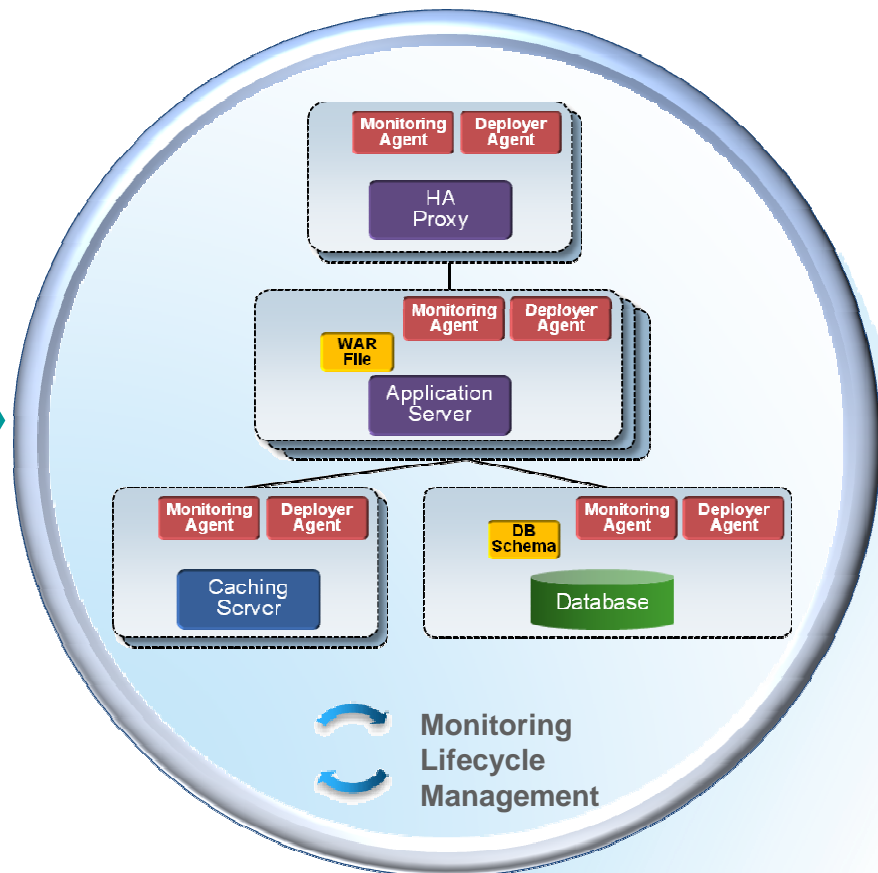 Monitoring
Agent
Deployer
Agent
HA
Proxy
Monitoring
Agent
Deployer
Agent
WAR
File
Application
Server
Monitoring
Agent
Deployer
Agent
Caching
Server
Monitoring
Agent
Deployer
Agent
DB
Schema
Database
Monitoring
Lifecycle
Management